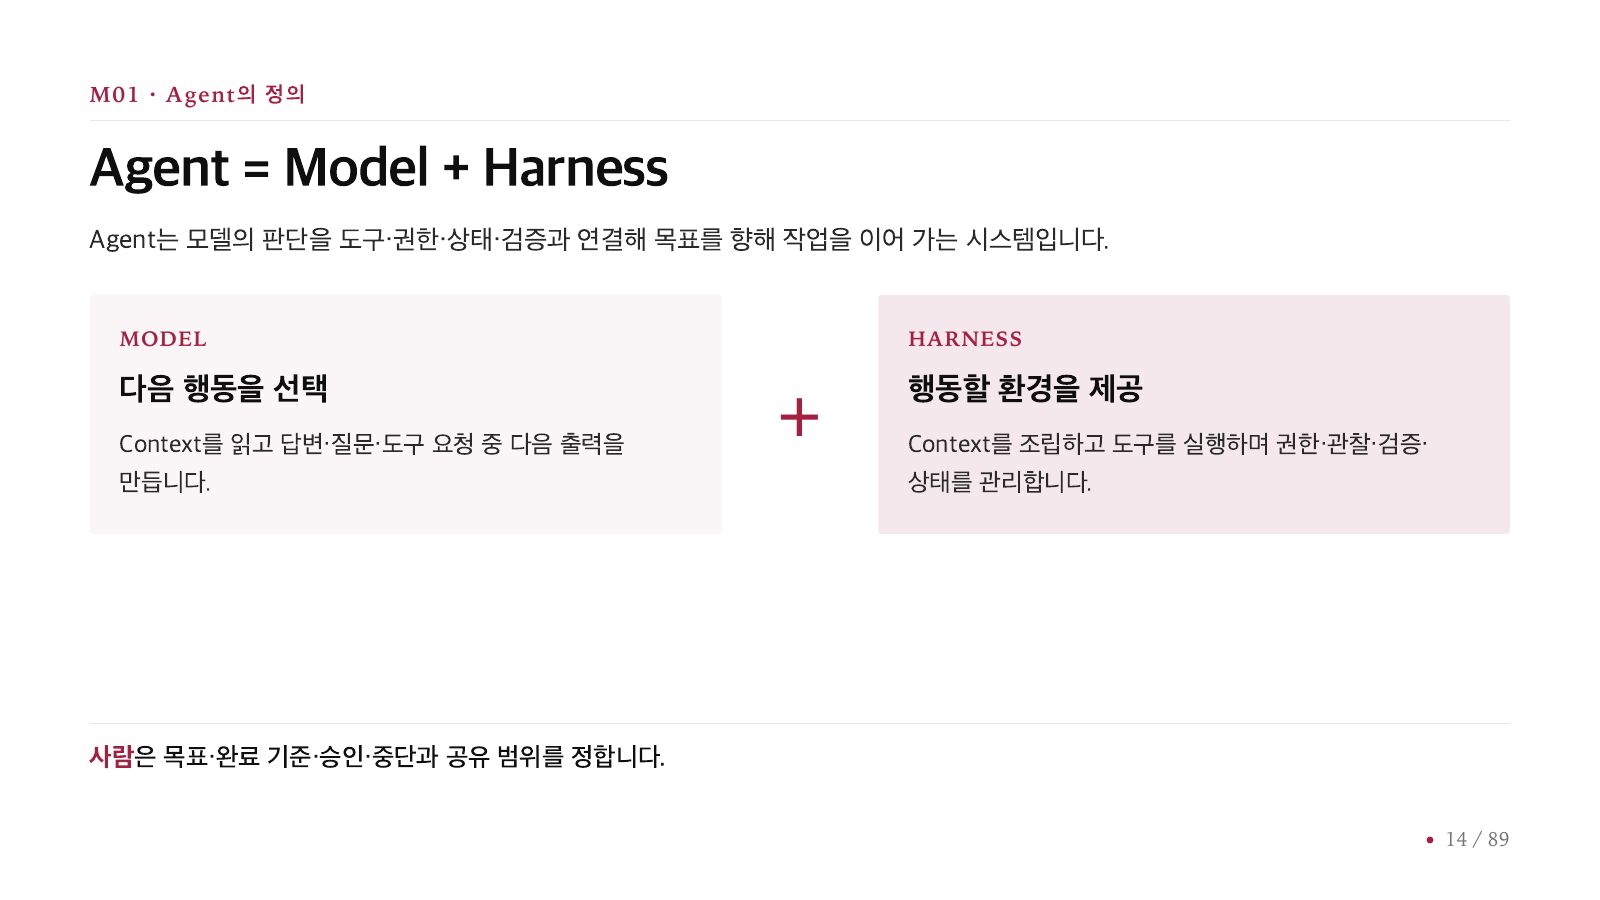 M01 · Agent의 정의
Agent = Model + Harness
Agent는 모델의 판단을 도구·권한·상태·검증과 연결해 목표를 향해 작업을 이어 가는 시스템입니다.
MODEL
다음 행동을 선택
Context를 읽고 답변·질문·도구 요청 중 다음 출력을
만듭니다.
+
HARNESS
행동할 환경을 제공
Context를 조립하고 도구를 실행하며 권한·관찰·검증·
상태를 관리합니다.
사람은 목표·완료 기준·승인·중단과 공유 범위를 정합니다.
• 14 / 89